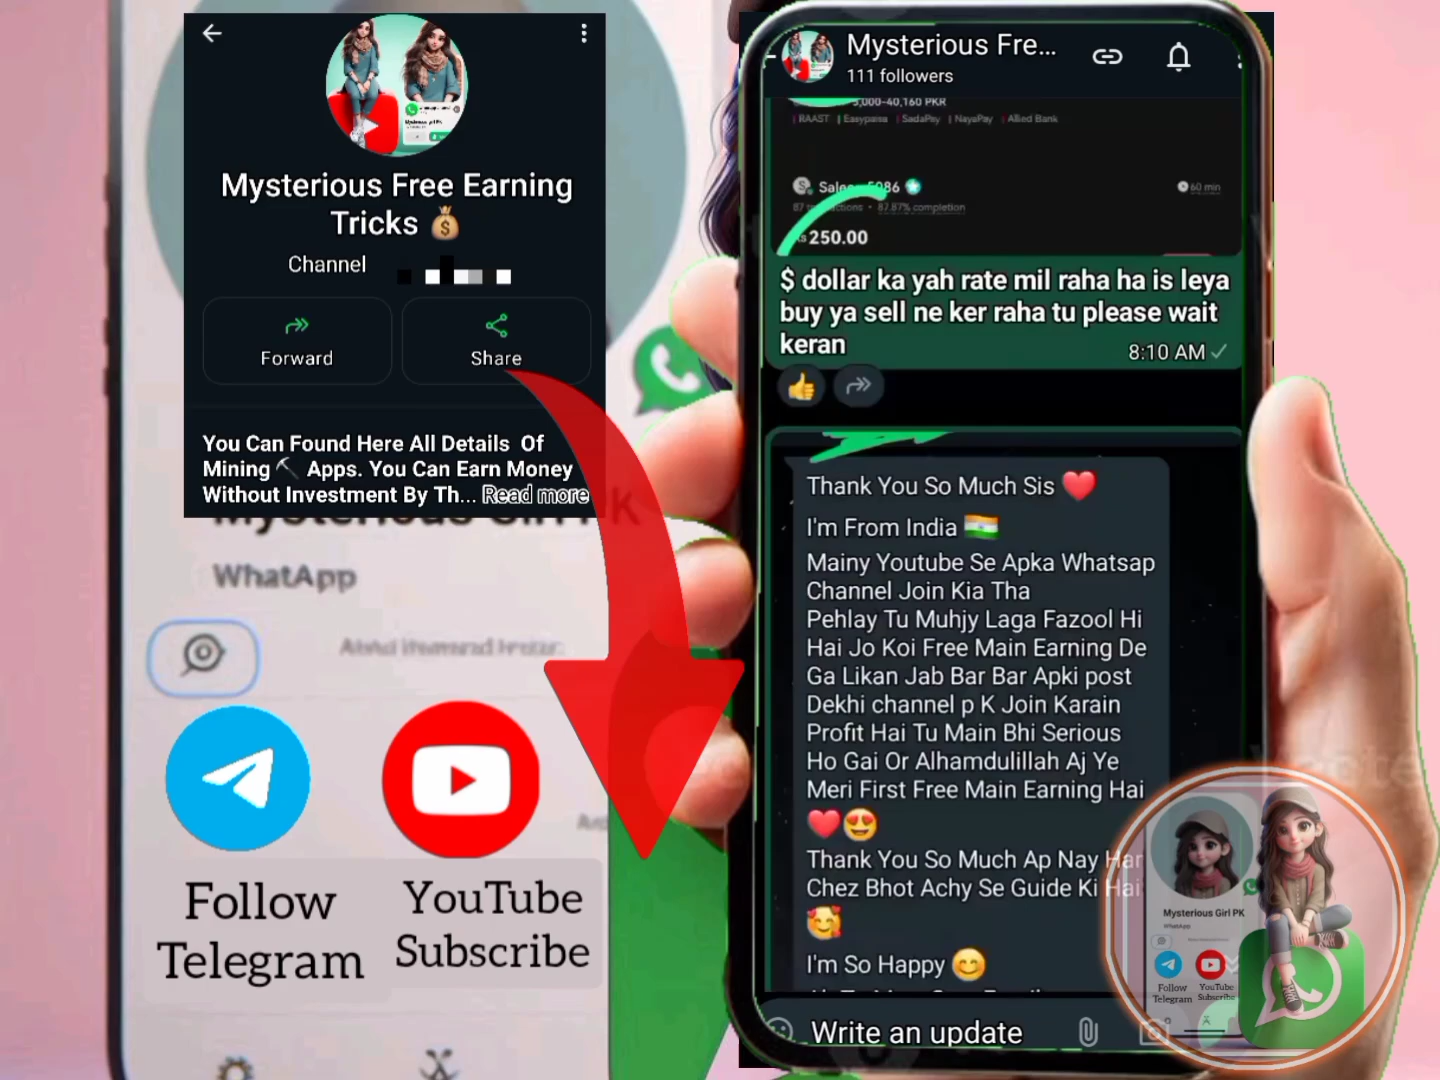 Mysterious Free Earning
Tricks 💰
Channel
Forward
Share
You Can Found Here All Details Of
Mining ⛏️ Apps. You Can Earn Money
Without Investment By Th... Read more
WhatApp
Follow
Telegram
YouTube
Subscribe
Mysterious Fre...
111 followers
5,000-40,160 PKR
RAAST | Easypaisa | SadaPay | NayaPay | Allied Bank
60 min
87.87% completion
250.00
$ dollar ka yah rate mil raha ha is leya
buy ya sell ne ker raha tu please wait
keran
8:10 AM ✓
👍
Thank You So Much Sis ❤️
I'm From India 🇮🇳
Mainy Youtube Se Apka Whatsap
Channel Join Kia Tha
Pehlay Tu Muhjy Laga Fazool Hi
Hai Jo Koi Free Main Earning De
Ga Likan Jab Bar Bar Apki post
Dekhi channel p K Join Karain
Profit Hai Tu Main Bhi Serious
Ho Gai Or Alhamdulillah Aj Ye
Meri First Free Main Earning Hai
❤️😍
Thank You So Much Ap Nay Har
Chez Bhot Achy Se Guide Ki Hai
🥰
I'm So Happy 😊
Write an update
Mysterious Girl PK
WhatApp
Follow
Telegram
YouTube
Subscribe